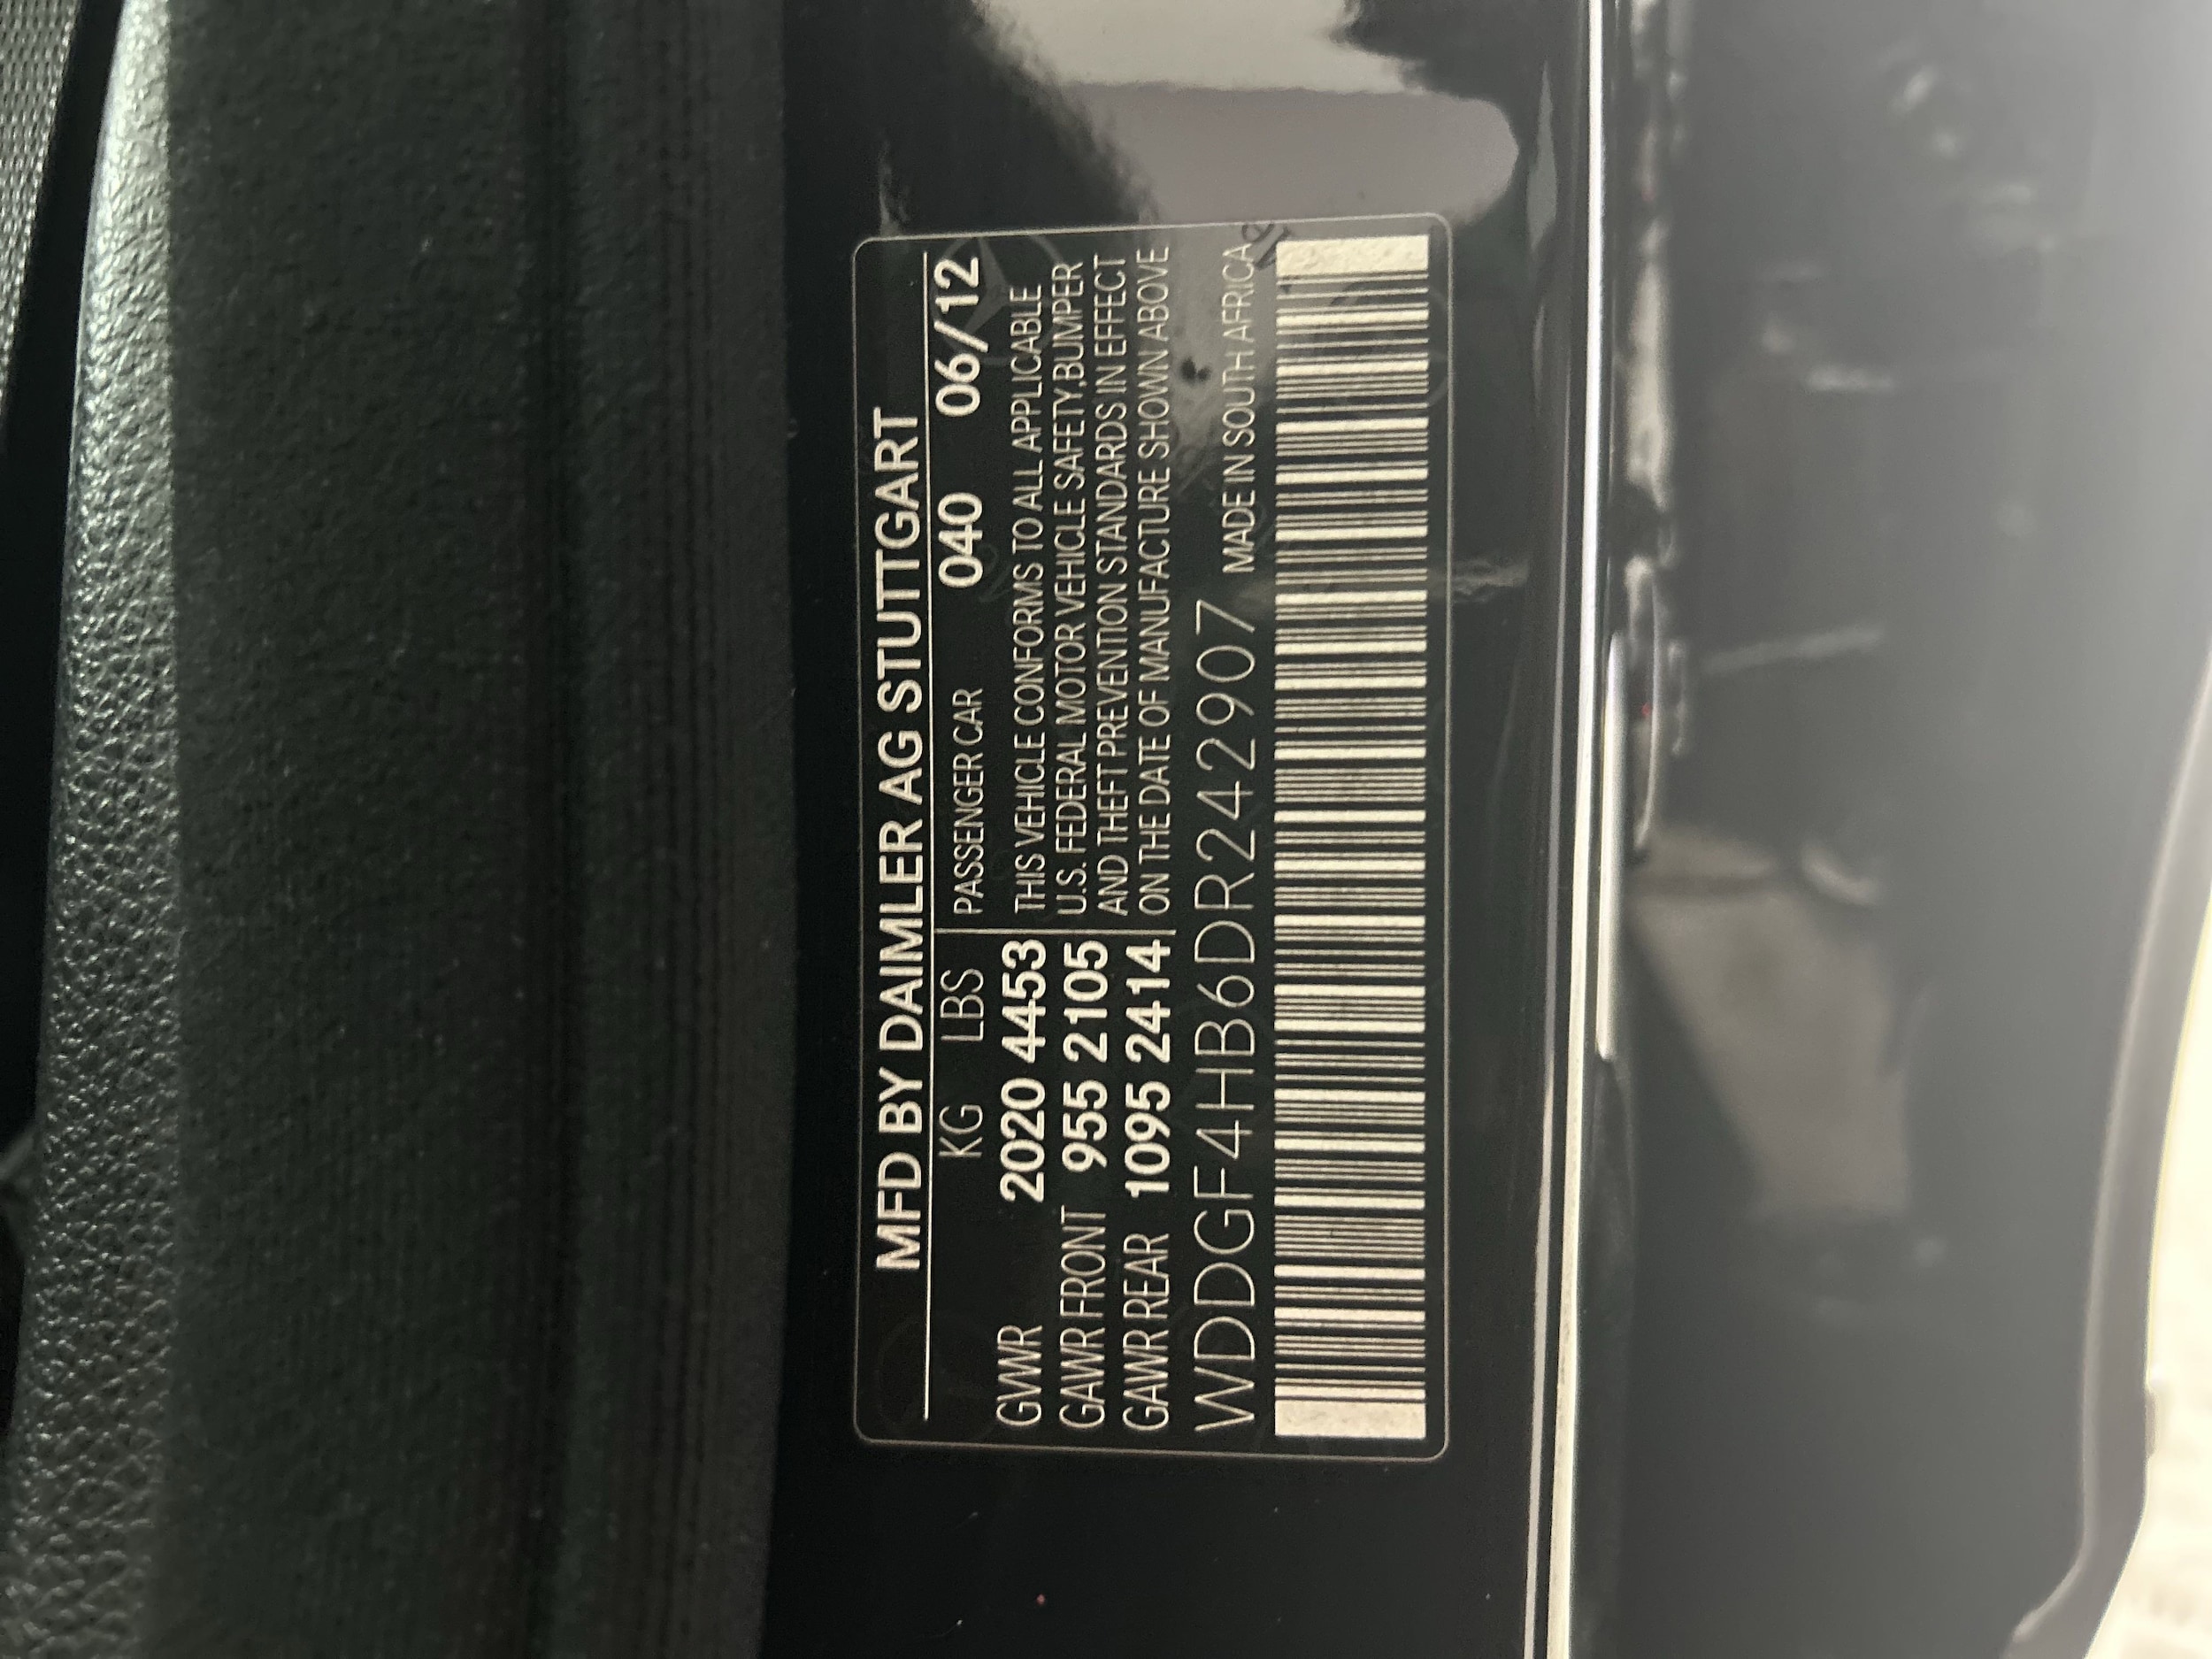 MFD BY DAIMLER AG STUTTGART
KG LBS
GVWR 2020 4453
GAWR FRONT 955 2105
GAWR REAR 1095 2414
PASSENGER CAR 040 06/12
THIS VEHICLE CONFORMS TO ALL APPLICABLE
U.S. FEDERAL MOTOR VEHICLE SAFETY,BUMPER
AND THEFT PREVENTION STANDARDS IN EFFECT
ON THE DATE OF MANUFACTURE SHOWN ABOVE
WDDGF4HB6DR242907 MADE IN SOUTH AFRICA